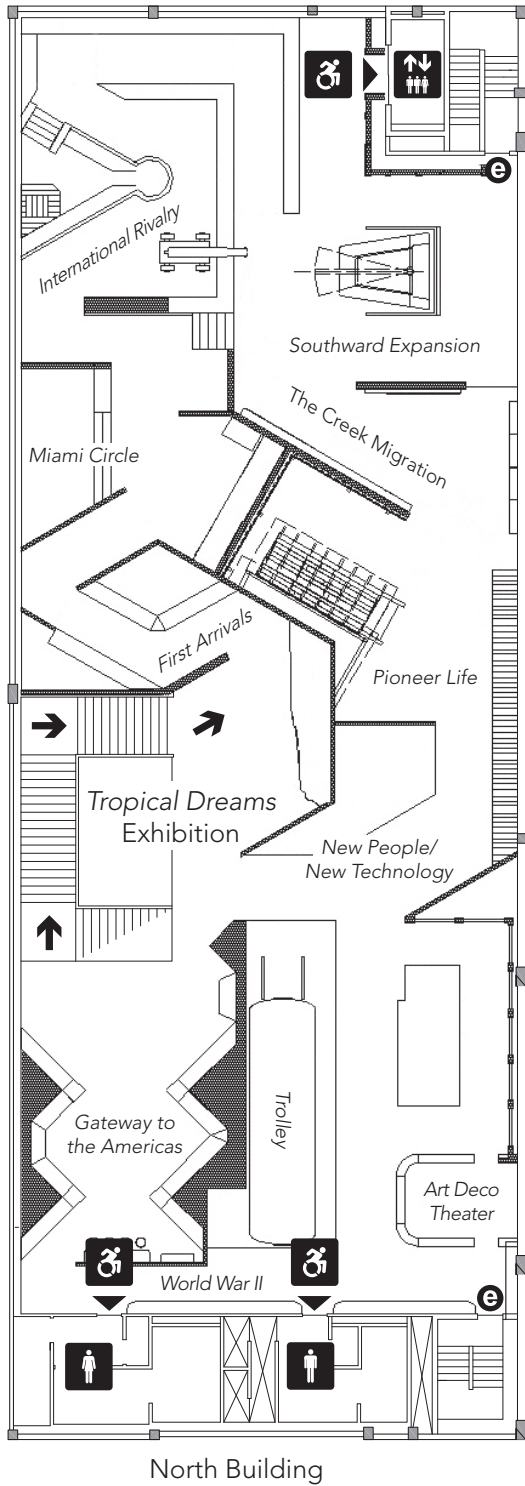 e
International Rivalry
Southward Expansion
The Creek Migration
Miami Circle
First Arrivals
Pioneer Life
Tropical Dreams
Exhibition
New People/
New Technology
Trolley
Gateway to
the Americas
Art Deco
Theater
World War II
e
North Building